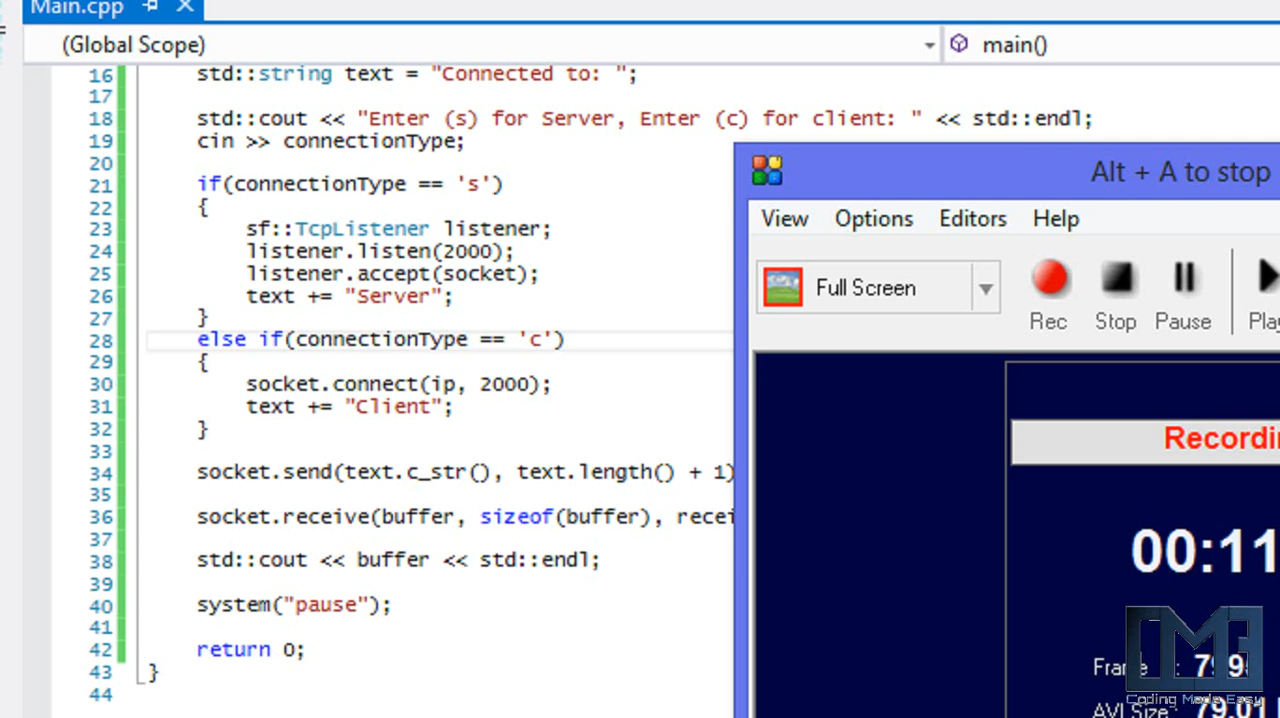 Main.cpp
(Global Scope) main()
16 std::string text = "Connected to: ";
17
18 std::cout << "Enter (s) for Server, Enter (c) for client: " << std::endl;
19 cin >> connectionType;
20
21 if(connectionType == 's')
22 {
23 sf::TcpListener listener;
24 listener.listen(2000);
25 listener.accept(socket);
26 text += "Server";
27 }
28 else if(connectionType == 'c')
29 {
30 socket.connect(ip, 2000);
31 text += "Client";
32 }
33
34 socket.send(text.c_str(), text.length() + 1)
35
36 socket.receive(buffer, sizeof(buffer), recei
37
38 std::cout << buffer << std::endl;
39
40 system("pause");
41
42 return 0;
43 }
44
Alt + A to stop
View Options Editors Help
Full Screen
Rec Stop Pause Play
Recordi
00:11
Frame : 79.9
AVI Size: 79.01
Coding Made Easy